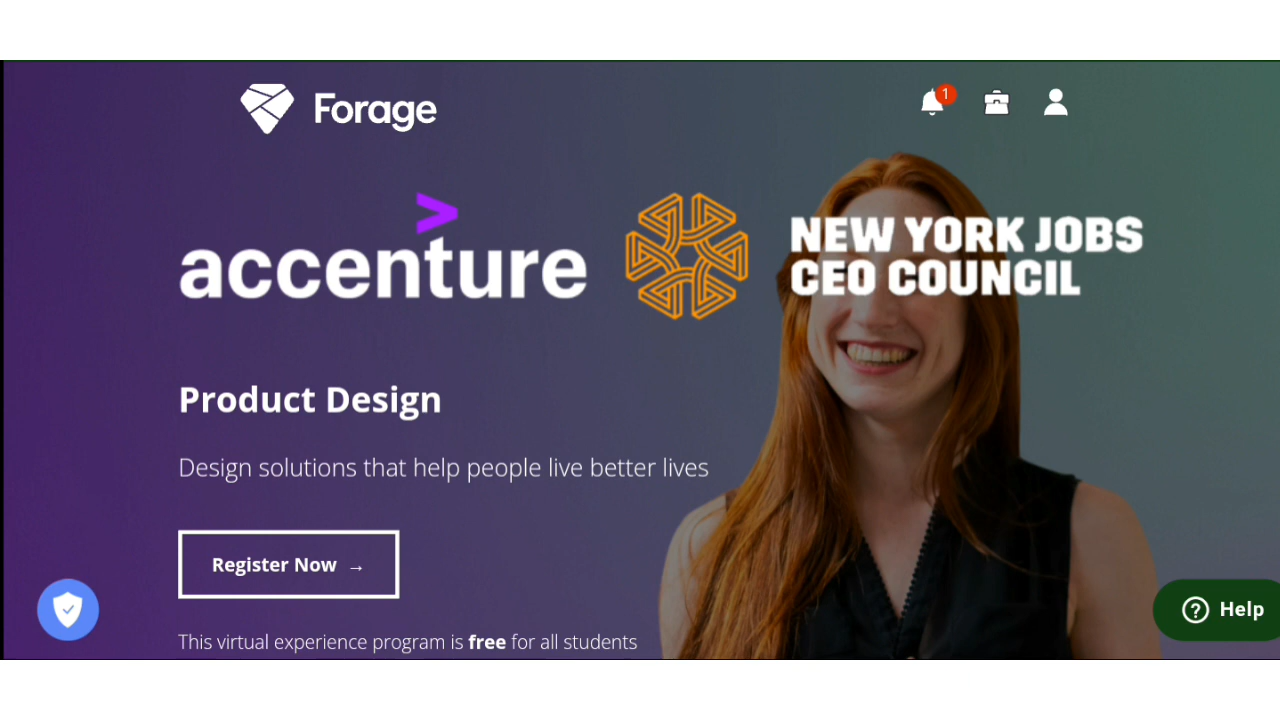 Forage
1
accenture
NEW YORK JOBS
CEO COUNCIL
Product Design
Design solutions that help people live better lives
Register Now →
This virtual experience program is free for all students
Help